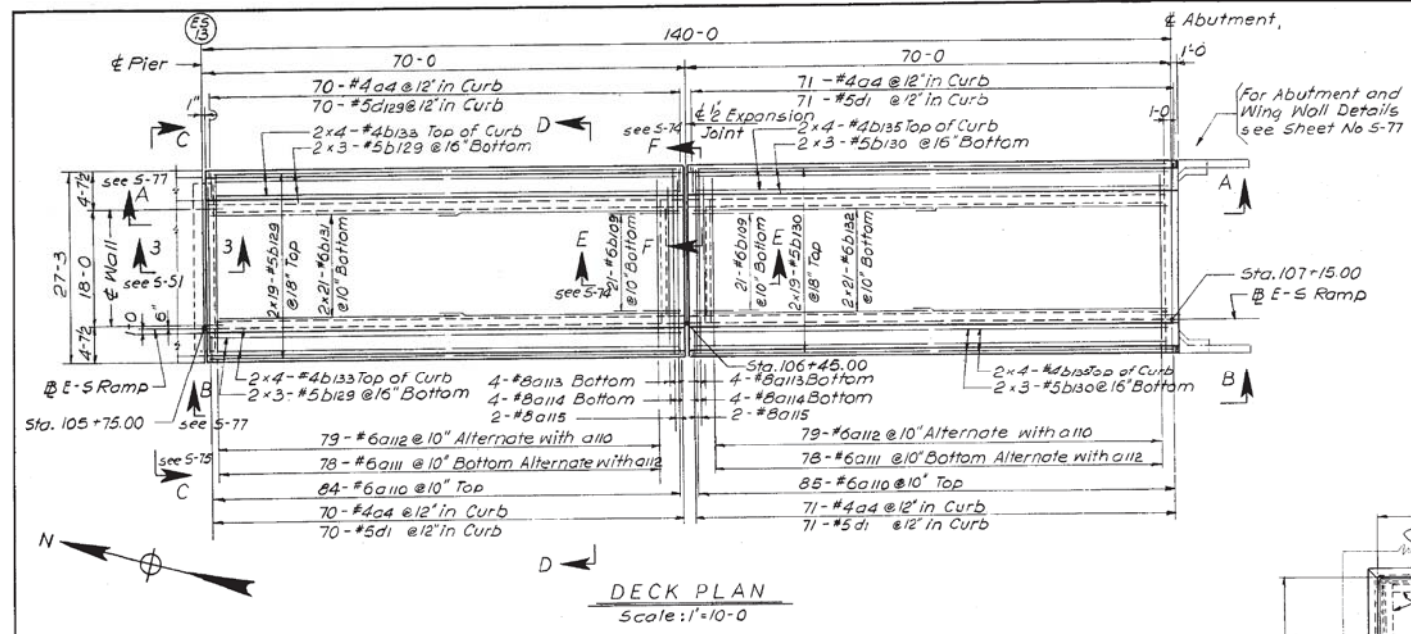 ES
13
¢ Abutment,
140-0
¢ Pier
70-0
70-0
1'-0
70-#4a4 @12" in Curb
70-#5d129@12" in Curb
71-#4a4 @12" in Curb
71-#5d1 @12" in Curb
1"
¢ ½ Expansion
Joint
1-0
For Abutment and
Wing Wall Details
see Sheet No S-77
C
D
see S-74
F
2x4-#4b133 Top of Curb
2x3-#5b129 @16" Bottom
2x4-#4b135 Top of Curb
2x3-#5b130 @16" Bottom
see S-77
A
A
27-3
4-7½
18-0
4-7½
¢ Wall
3
3
see S-51
1-0
6"
2x19-#5b129
@18" Top
2x21-#6b131
@10" Bottom
E
see S-74
21-#6b109
@10" Bottom
F
21-#6b109
@10" Bottom
E
2x19-#5b130
@18" Top
2x21-#6b132
@10" Bottom
Sta. 107+15.00
B E-S Ramp
B E-S Ramp
Sta. 105+75.00
B
see S-77
2x4-#4b133 Top of Curb
2x3-#5b129 @16" Bottom
Sta. 106+45.00
4-#8a113 Bottom
4-#8a114 Bottom
2-#8a115
4-#8a113 Bottom
4-#8a114 Bottom
2-#8a115
2x4-#4b135 Top of Curb
2x3-#5b130@16" Bottom
B
see S-75
C
79-#6a112 @10" Alternate with a110
78-#6a111 @10" Bottom Alternate with a112
84-#6a110 @10" Top
70-#4a4 @12" in Curb
70-#5d1 @12" in Curb
79-#6a112 @10" Alternate with a110
78-#6a111 @10" Bottom Alternate with a112
85-#6a110 @10" Top
71-#4a4 @12" in Curb
71-#5d1 @12" in Curb
N
D
DECK PLAN
Scale: 1"=10-0